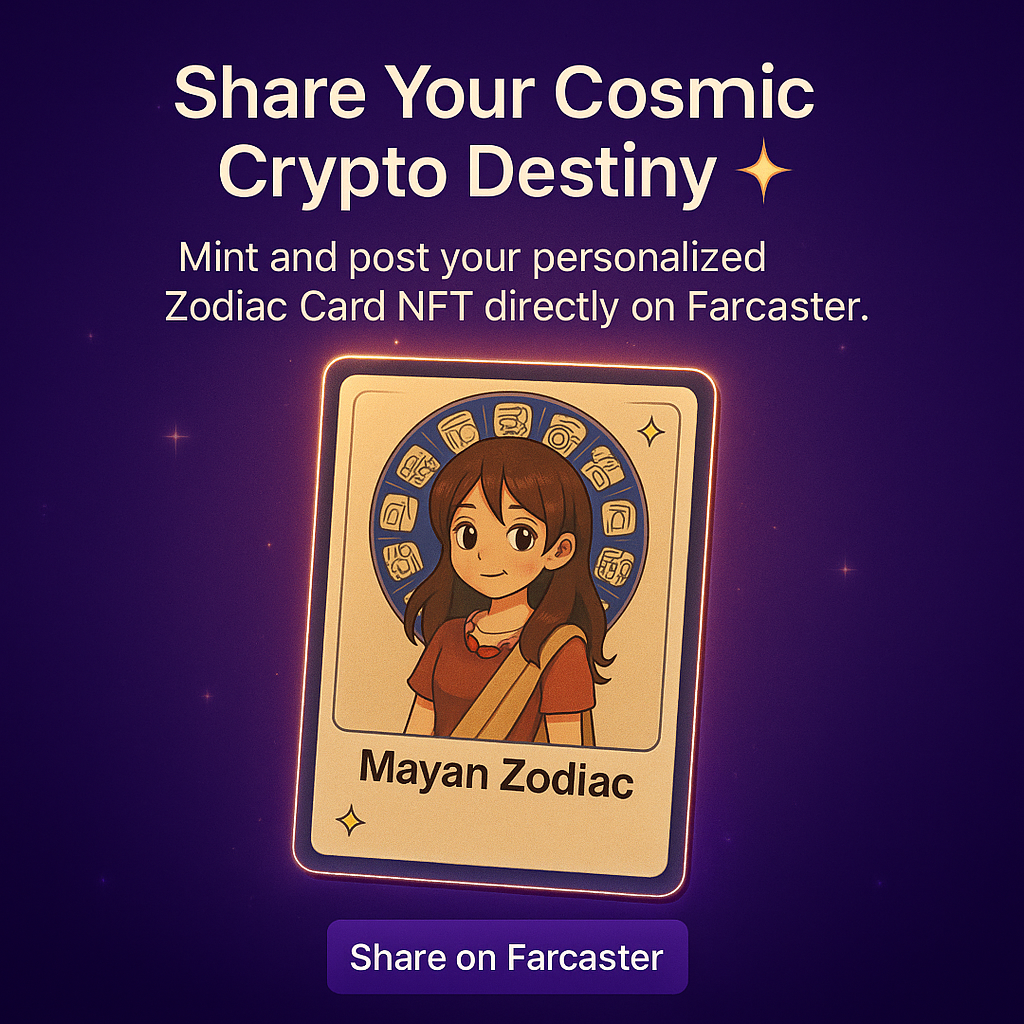 Share Your Cosmic
Crypto Destiny
Mint and post your personalized
Zodiac Card NFT directly on Farcaster.
Mayan Zodiac
Share on Farcaster